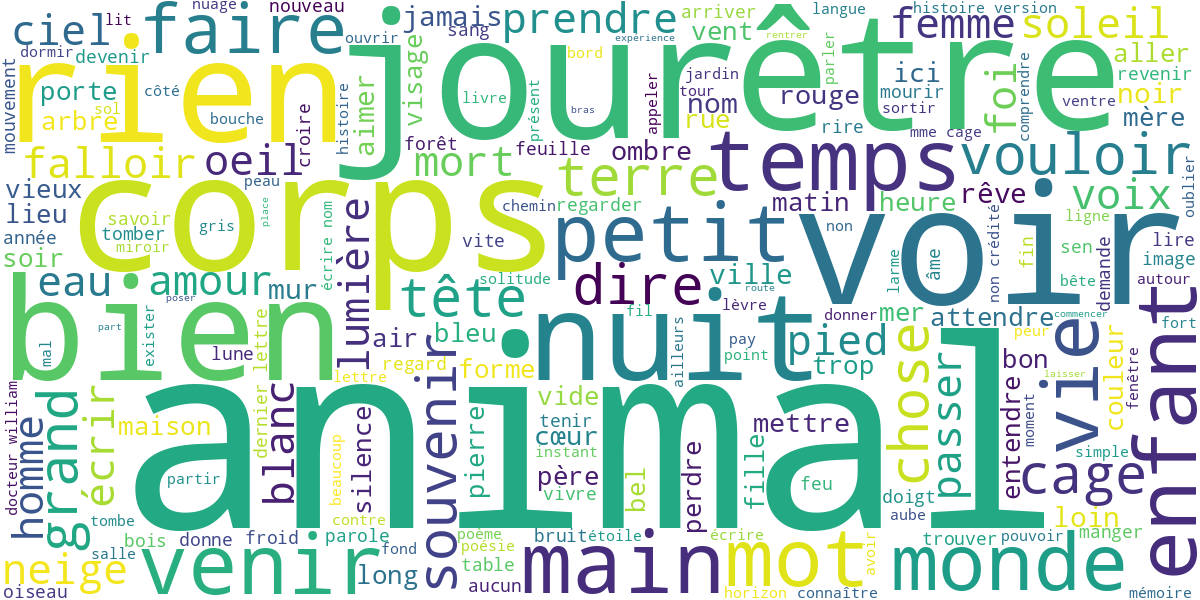 nuage
nouveau
ciel
lit
faire
jamais
prendre
arriver
langue
histoire version
femme
soleil
dormir
devenir
ouvrir
sang
expérience
vent
rentrer
aller
mouvement
rien
jour
être
bord
parler
ici
revenir
porte
côté
visage
livre
présent
jardin
tour
nom
rouge
mourir
sortir
foi
comprendre
ventre
noir
sol
arbre
bouche
croire
histoire
aimer
bras
appeler
rue
rire
mme cage
mère
falloir
oeil
forêt
mort
feuille
ombre
temps
vouloir
vieux
peau
terre
regarder
matin
heure
rêve
voix
oublier
lieu
savoir
corps
place
chemin
petit
non
voir
ligne
année
tomber
gris
écrire nom
lumière
vite
non crédité
fin
sen
lire
soir
miroir
larme
âme
demande
image
eau
amour
mur
tête
solitude
dire
ville
route
bête
autour
bien
poser
lèvre
donner
mer
attendre
commencer
fort
part
exister
air
bleu
nuit
fil
ailleurs
pay
point
pied
peur
mal
lune
lettre
regard
forme
trop
chose
bon
vie
couleur
fenêtre
enfant
laisser
docteur william
homme
grand
écrire
maison
dernier lettre
blanc
lettre
souvenir
animal
vide
tenir
cœur
instant
mettre
passer
entendre
moment
simple
partir
beaucoup
silence
pierre
père
vivre
bel
perdre
fille
feu
doigt
cage
tombe
contre
aube
loin
manger
bois
donne
froid
parole
poème
bruit
étoile
écrire
trouver
pouvoir
neige
salle
venir
fond
poésie
table
main
mot
avoir
monde
oiseau
long
aucun
horizon
connaître
mémoire